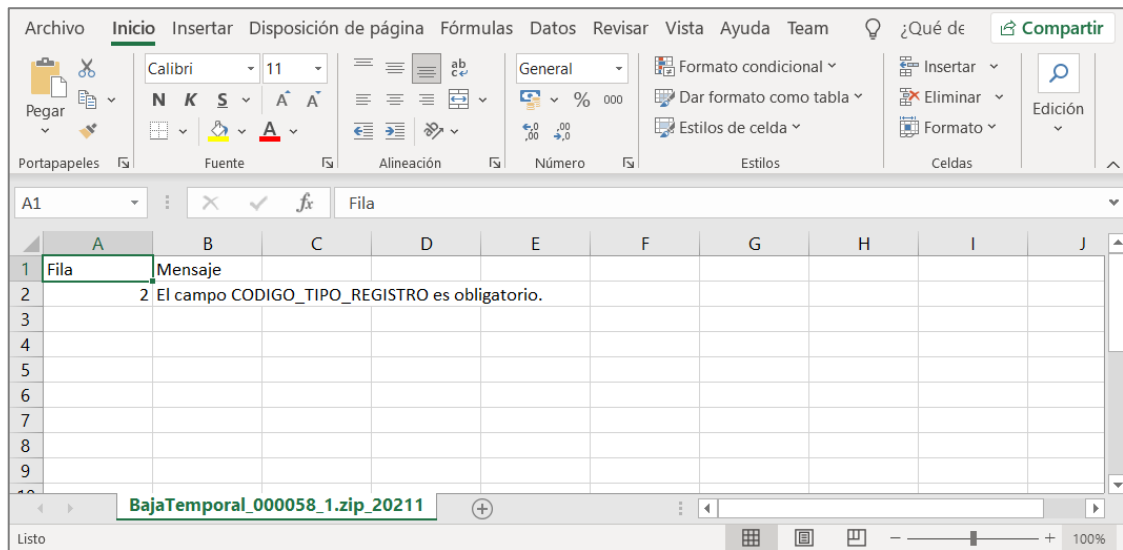 Archivo Inicio Insertar Disposición de página Fórmulas Datos Revisar Vista Ayuda Team ¿Qué de Compartir
Pegar
Portapapeles
Calibri 11
N K S A A
A
Fuente
ab
Alineación
General
% 000
Número
Formato condicional
Dar formato como tabla
Estilos de celda
Estilos
Insertar
Eliminar
Formato
Celdas
Edición
A1 fx Fila
A B C D E F G H I J
1 Fila Mensaje
2 2 El campo CODIGO_TIPO_REGISTRO es obligatorio.
3
4
5
6
7
8
9
BajaTemporal_000058_1.zip_20211
Listo 100%